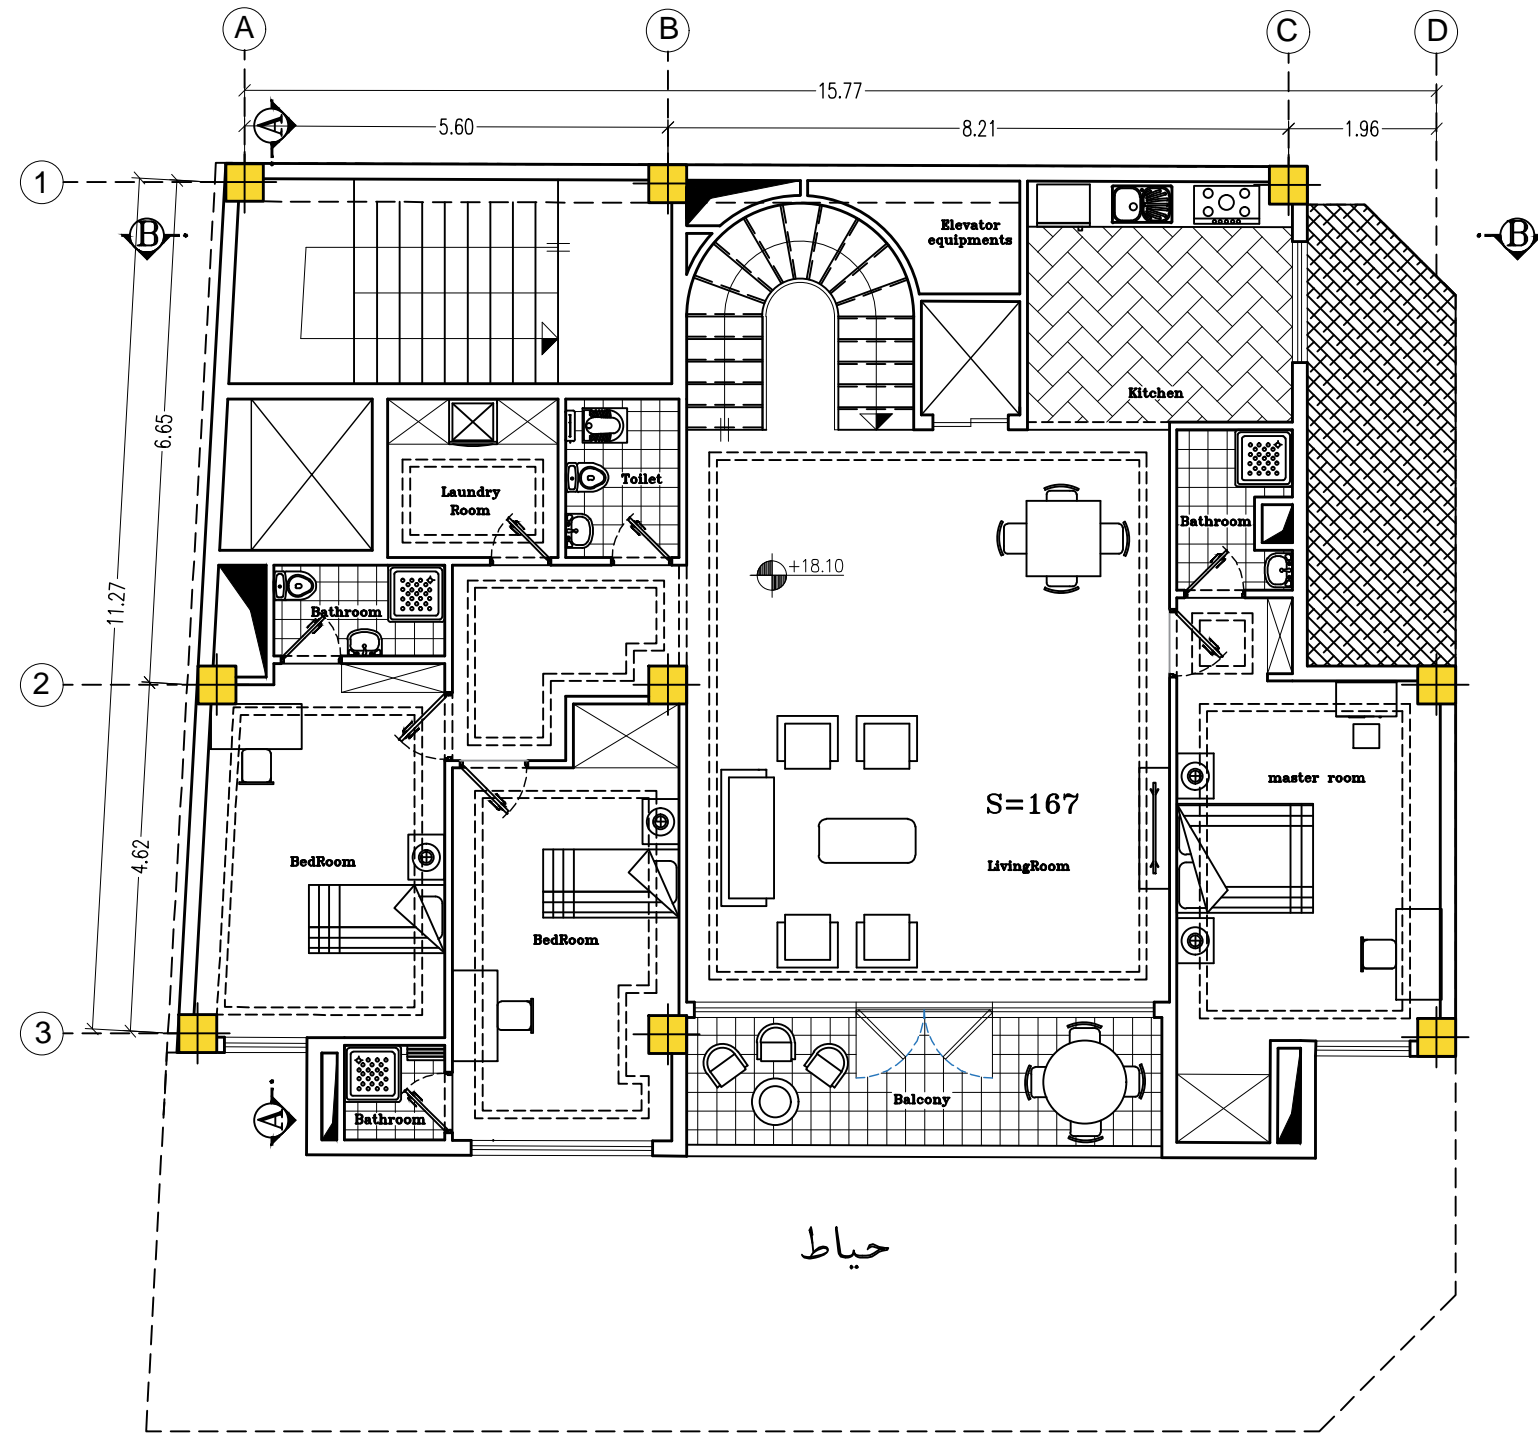 A
B
C
D
15.77
5.60
8.21
1.96
A
1
B
B
Elevator
equipments
Kitchen
6.65
Laundry
Room
Toilet
Bathroom
+18.10
11.27
Bathroom
2
master room
S=167
4.62
BedRoom
LivingRoom
BedRoom
3
Balcony
A
Bathroom
حیاط